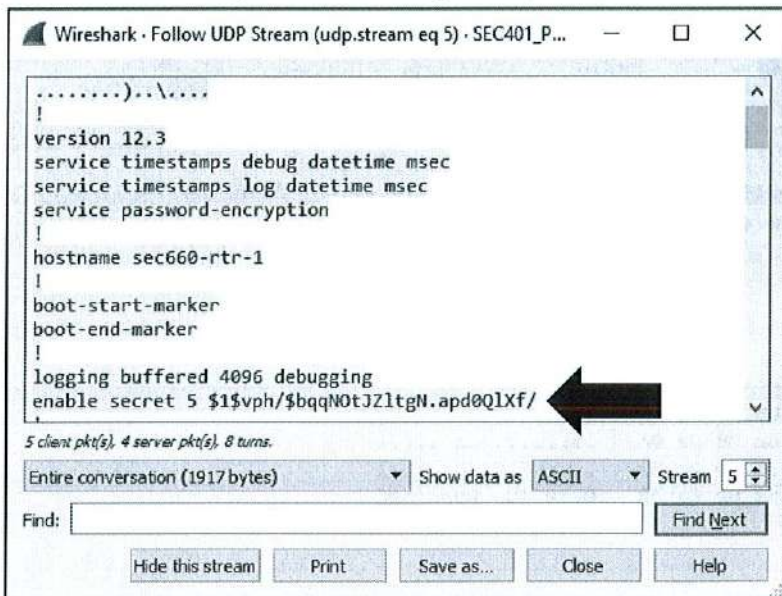 Wireshark · Follow UDP Stream (udp.stream eq 5) · SEC401_P...
........)..\....
!
version 12.3
service timestamps debug datetime msec
service timestamps log datetime msec
service password-encryption
!
hostname sec660-rtr-1
!
boot-start-marker
boot-end-marker
!
logging buffered 4096 debugging
enable secret 5 $1$vph/$bqqNOtJZltgN.apd0QlXf/
5 client pkt(s), 4 server pkt(s), 8 turns.
Entire conversation (1917 bytes) Show data as ASCII Stream 5
Find: Find Next
Hide this stream Print Save as... Close Help